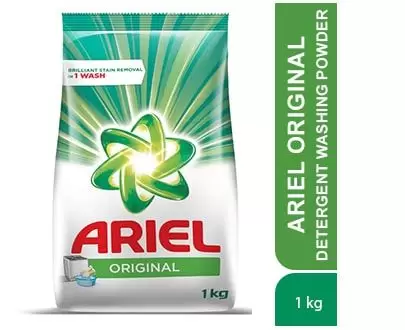 BRILLIANT STAIN REMOVAL
IN 1 WASH
ARIEL
ORIGINAL
1 kg
ARIEL ORIGINAL
DETERGENT WASHING POWDER
1 kg